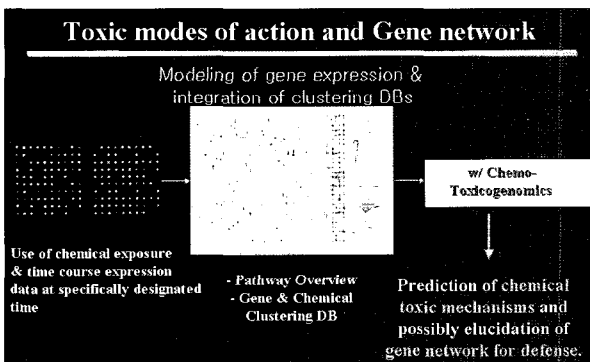 Toxic modes of action and Gene network
Modeling of gene expression &
integration of clustering DBs
Use of chemical exposure
& time course expression
data at specifically designated
time
- Pathway Overview
- Gene & Chemical
Clustering DB
w/ Chemo-
Toxicogenomics
Prediction of chemical
toxic mechanisms and
possibly elucidation of
gene network for defense.